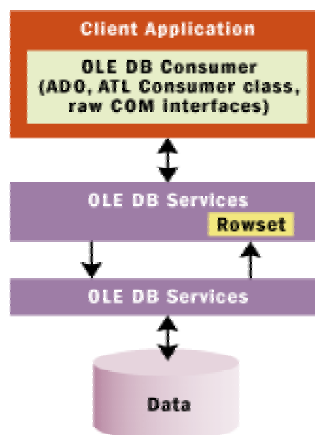 Client Application
OLE DB Consumer
(ADO, ATL Consumer class,
raw COM interfaces)
OLE DB Services
Rowset
OLE DB Services
Data